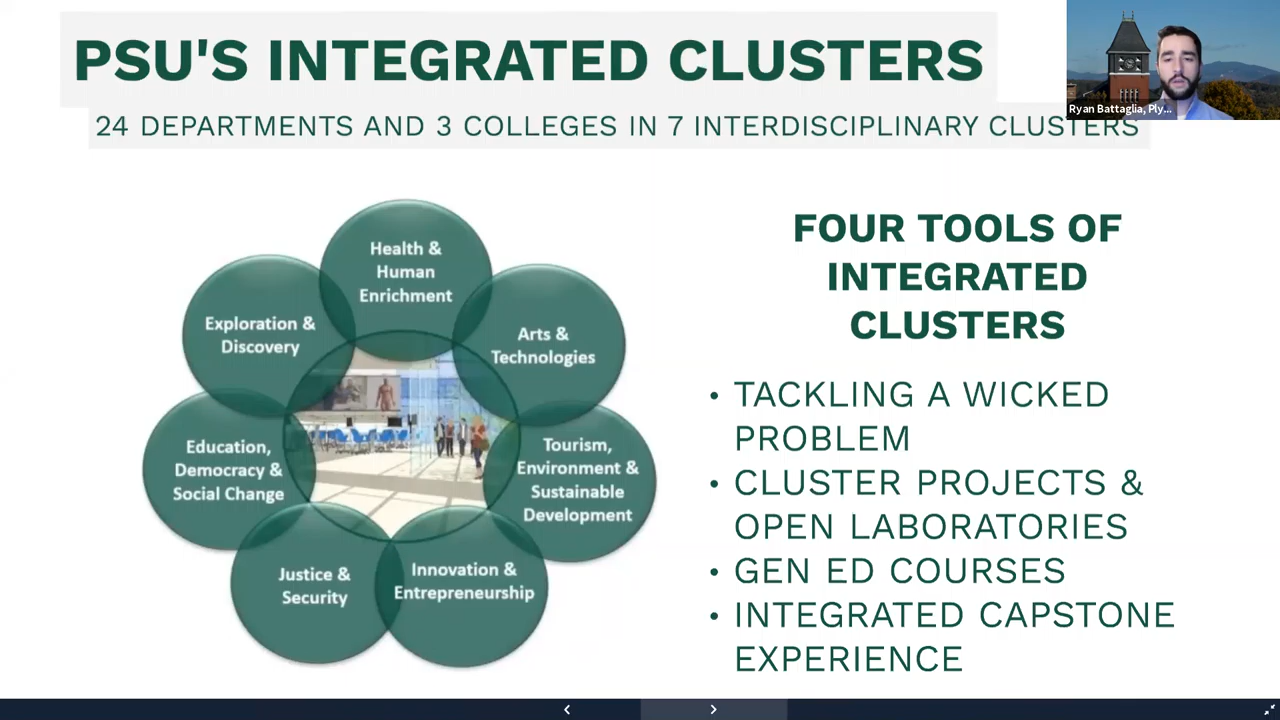 PSU'S INTEGRATED CLUSTERS
24 DEPARTMENTS AND 3 COLLEGES IN 7 INTERDISCIPLINARY CLUSTERS
Ryan Battaglia, Ply...
Health &
Human
Enrichment
Exploration &
Discovery
Arts &
Technologies
Education,
Democracy &
Social Change
Tourism,
Environment &
Sustainable
Development
Justice &
Security
Innovation &
Entrepreneurship
FOUR TOOLS OF
INTEGRATED
CLUSTERS
• TACKLING A WICKED
PROBLEM
• CLUSTER PROJECTS &
OPEN LABORATORIES
• GEN ED COURSES
• INTEGRATED CAPSTONE
EXPERIENCE